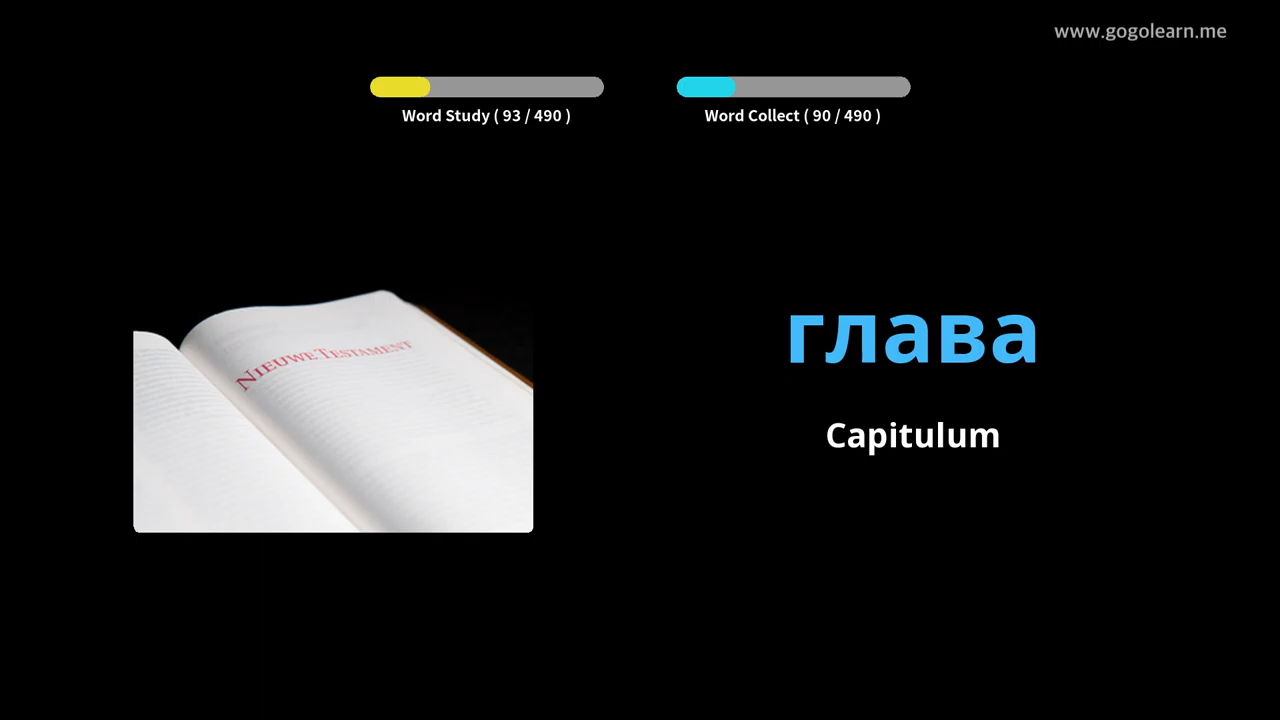 www.gogolearn.me
Word Study ( 93 / 490 )
Word Collect ( 90 / 490 )
NIEUWE TESTAMENT
глава
Capitulum